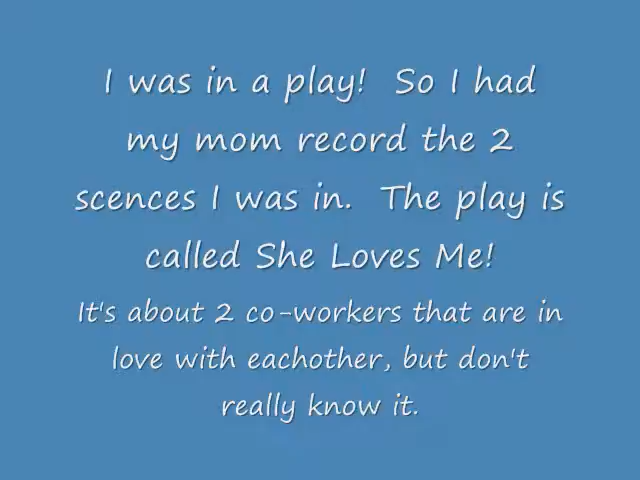 I was in a play! So I had
my mom record the 2
scences I was in. The play is
called She Loves Me!
It's about 2 co-workers that are in
love with eachother, but don't
really know it.